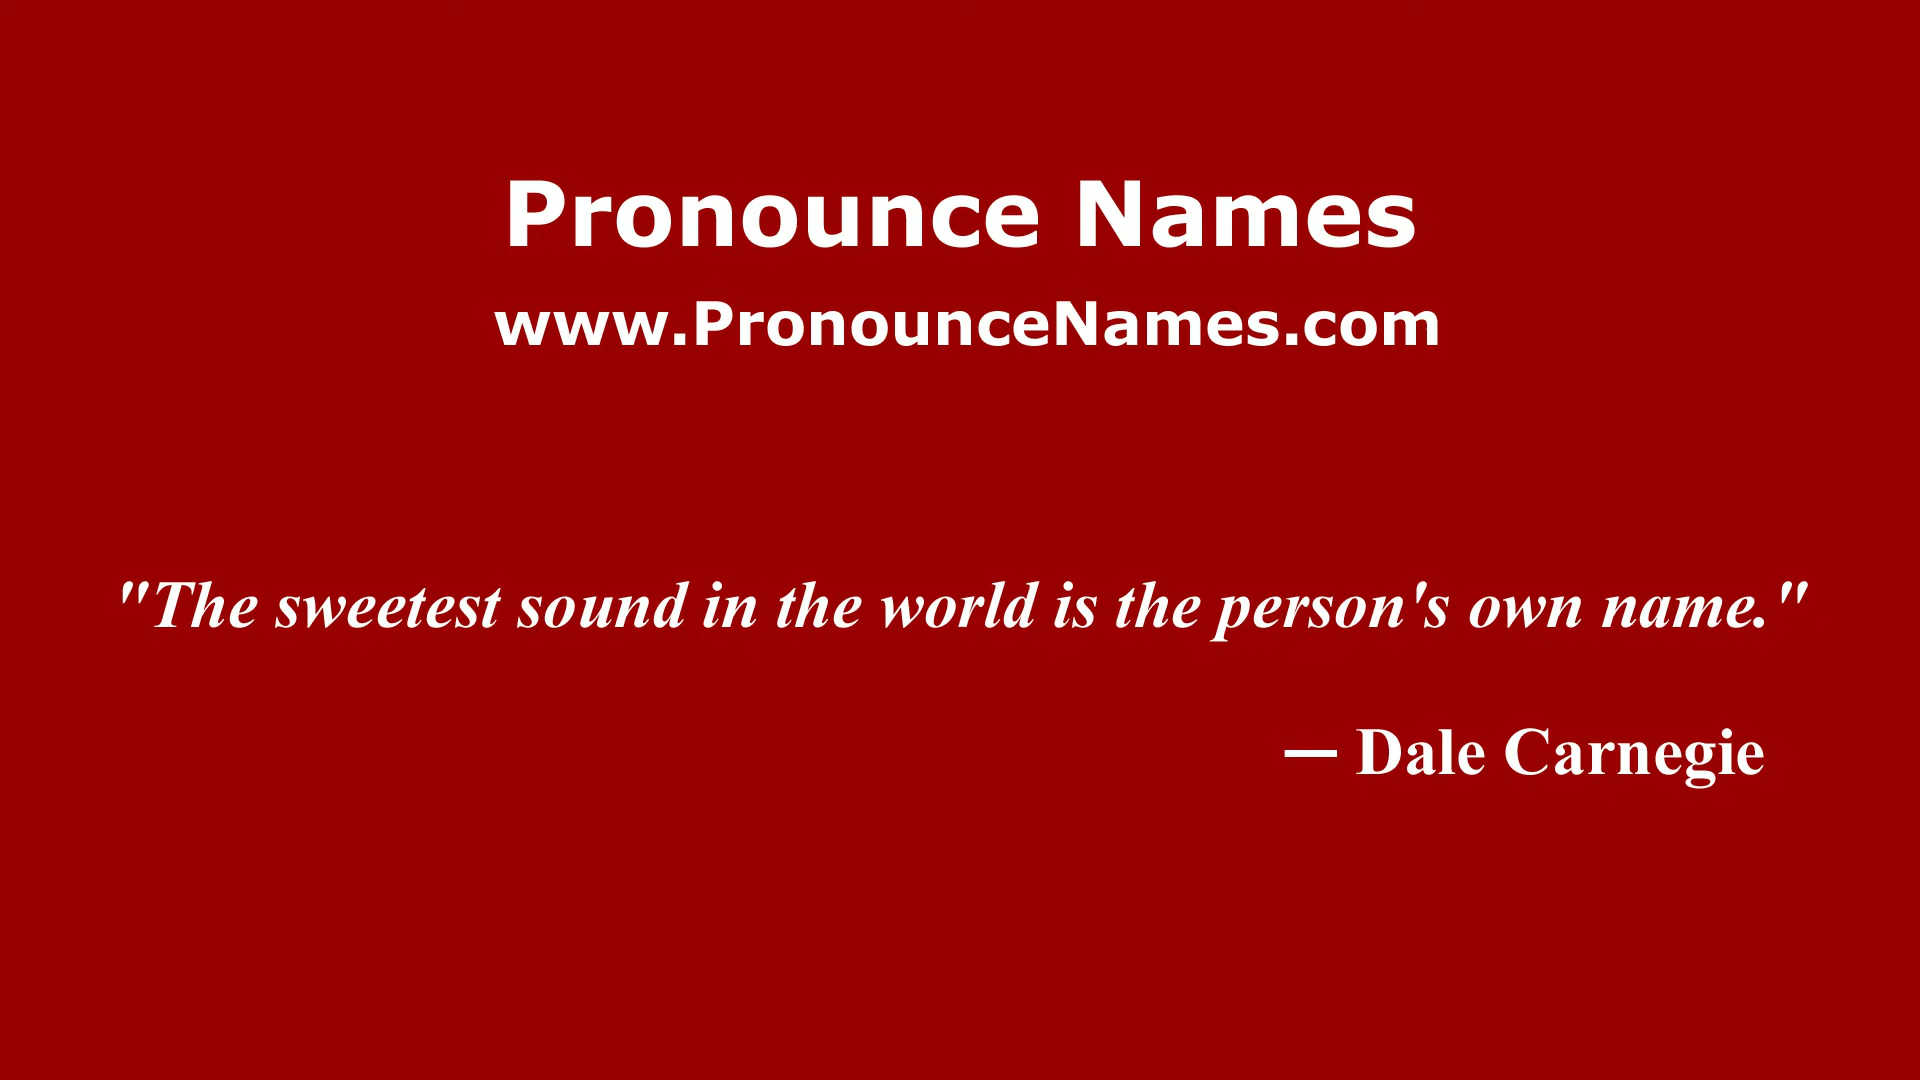 Pronounce Names
www.PronounceNames.com
"The sweetest sound in the world is the person's own name."
— Dale Carnegie